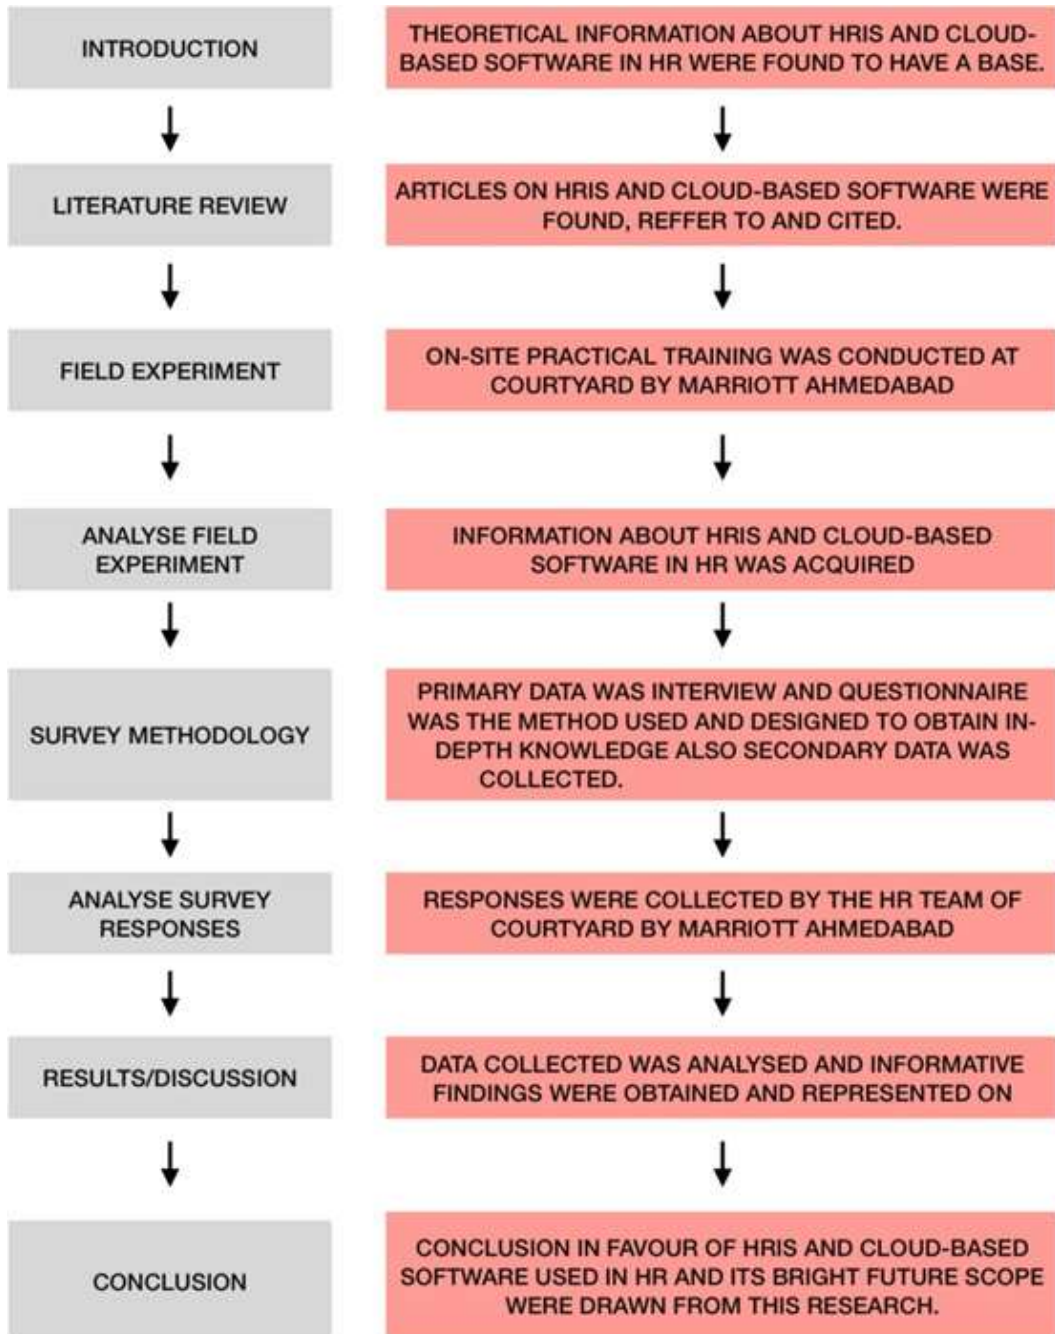 INTRODUCTION
THEORETICAL INFORMATION ABOUT HRIS AND CLOUD-
BASED SOFTWARE IN HR WERE FOUND TO HAVE A BASE.
LITERATURE REVIEW
ARTICLES ON HRIS AND CLOUD-BASED SOFTWARE WERE
FOUND, REFFER TO AND CITED.
FIELD EXPERIMENT
ON-SITE PRACTICAL TRAINING WAS CONDUCTED AT
COURTYARD BY MARRIOTT AHMEDABAD
ANALYSE FIELD
EXPERIMENT
INFORMATION ABOUT HRIS AND CLOUD-BASED
SOFTWARE IN HR WAS ACQUIRED
SURVEY METHODOLOGY
PRIMARY DATA WAS INTERVIEW AND QUESTIONNAIRE
WAS THE METHOD USED AND DESIGNED TO OBTAIN IN-
DEPTH KNOWLEDGE ALSO SECONDARY DATA WAS
COLLECTED.
ANALYSE SURVEY
RESPONSES
RESPONSES WERE COLLECTED BY THE HR TEAM OF
COURTYARD BY MARRIOTT AHMEDABAD
RESULTS/DISCUSSION
DATA COLLECTED WAS ANALYSED AND INFORMATIVE
FINDINGS WERE OBTAINED AND REPRESENTED ON
CONCLUSION
CONCLUSION IN FAVOUR OF HRIS AND CLOUD-BASED
SOFTWARE USED IN HR AND ITS BRIGHT FUTURE SCOPE
WERE DRAWN FROM THIS RESEARCH.